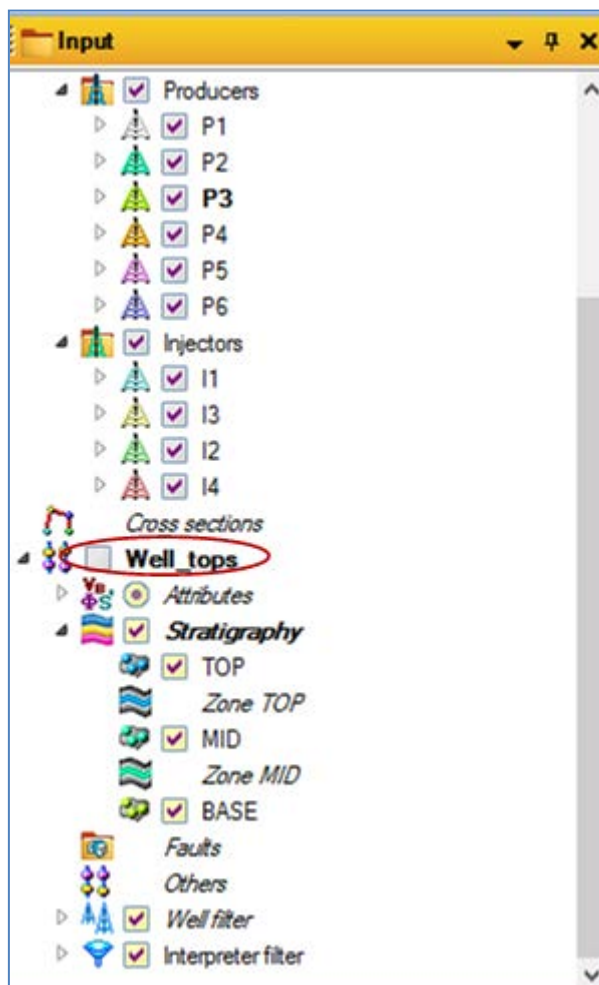 Input
Producers
P1
P2
P3
P4
P5
P6
Injectors
I1
I3
I2
I4
Cross sections
Well_tops
Attributes
Stratigraphy
TOP
Zone TOP
MID
Zone MID
BASE
Faults
Others
Well filter
Interpreter filter